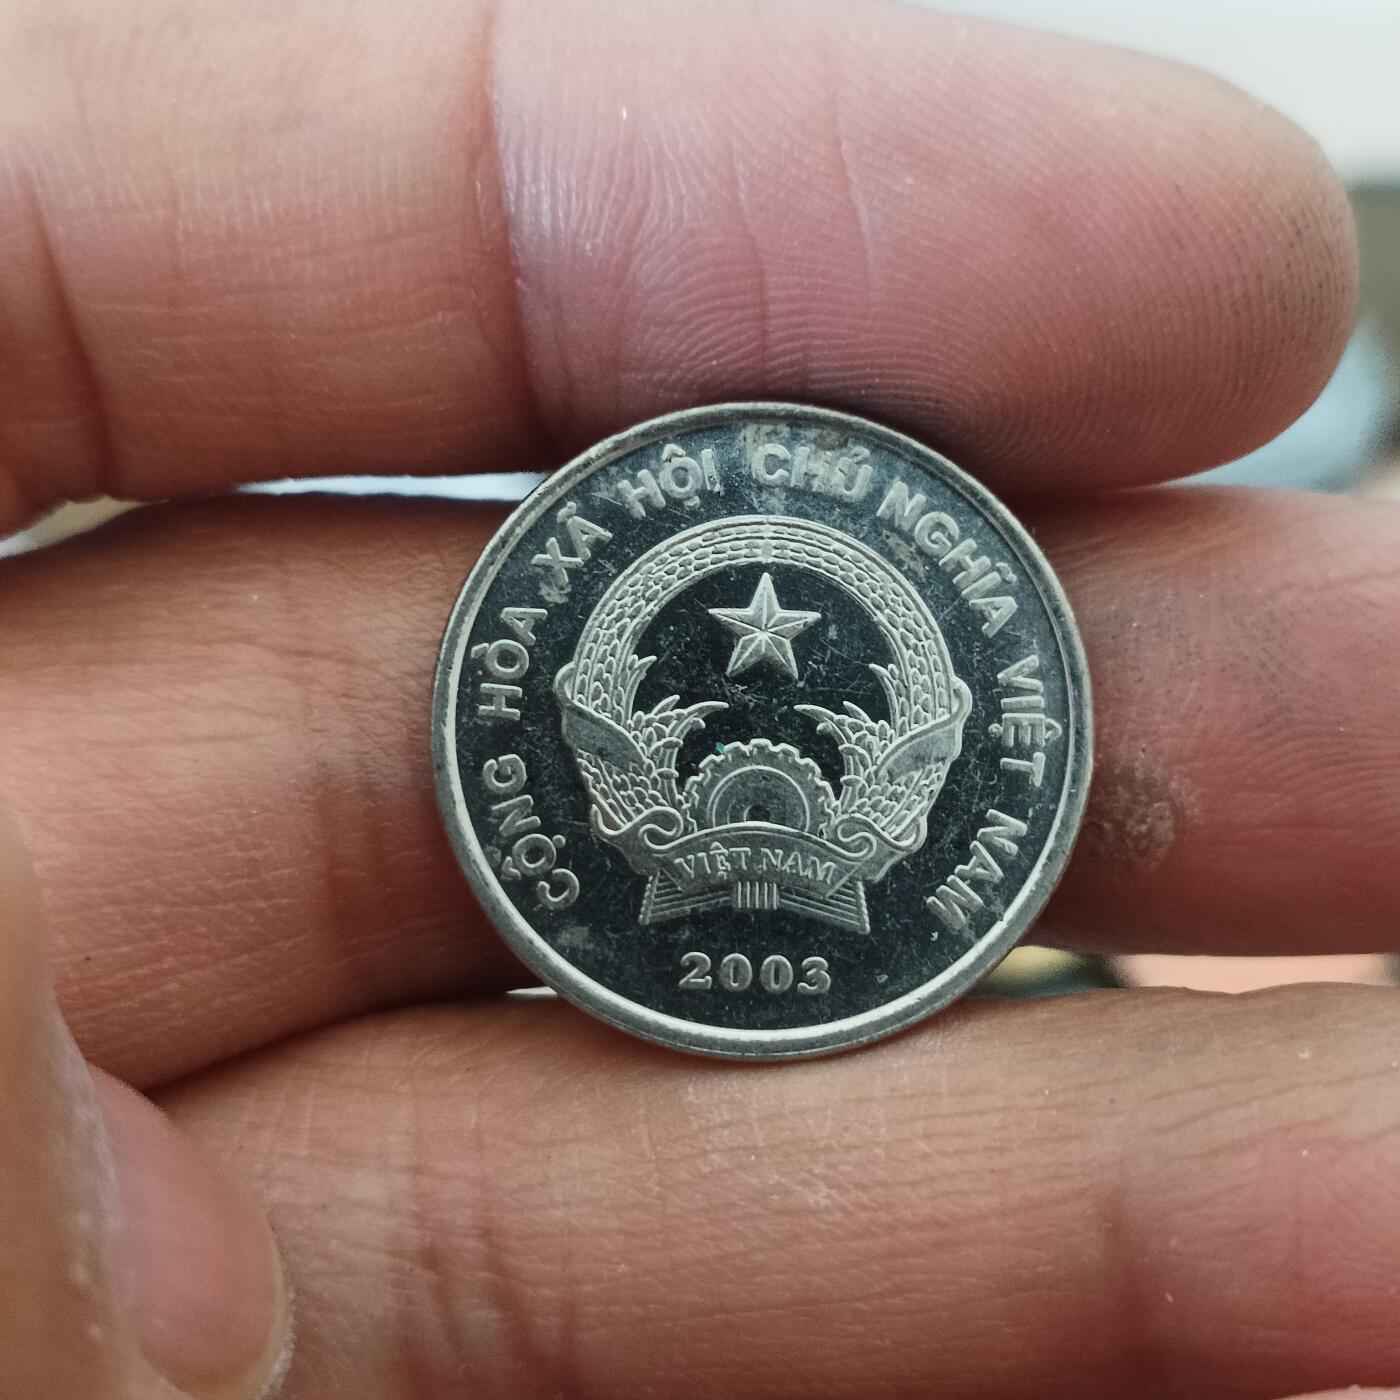 CỘNG HÒA XÃ HỘI CHỦ NGHĨA VIỆT NAM
VIỆT NAM
2003